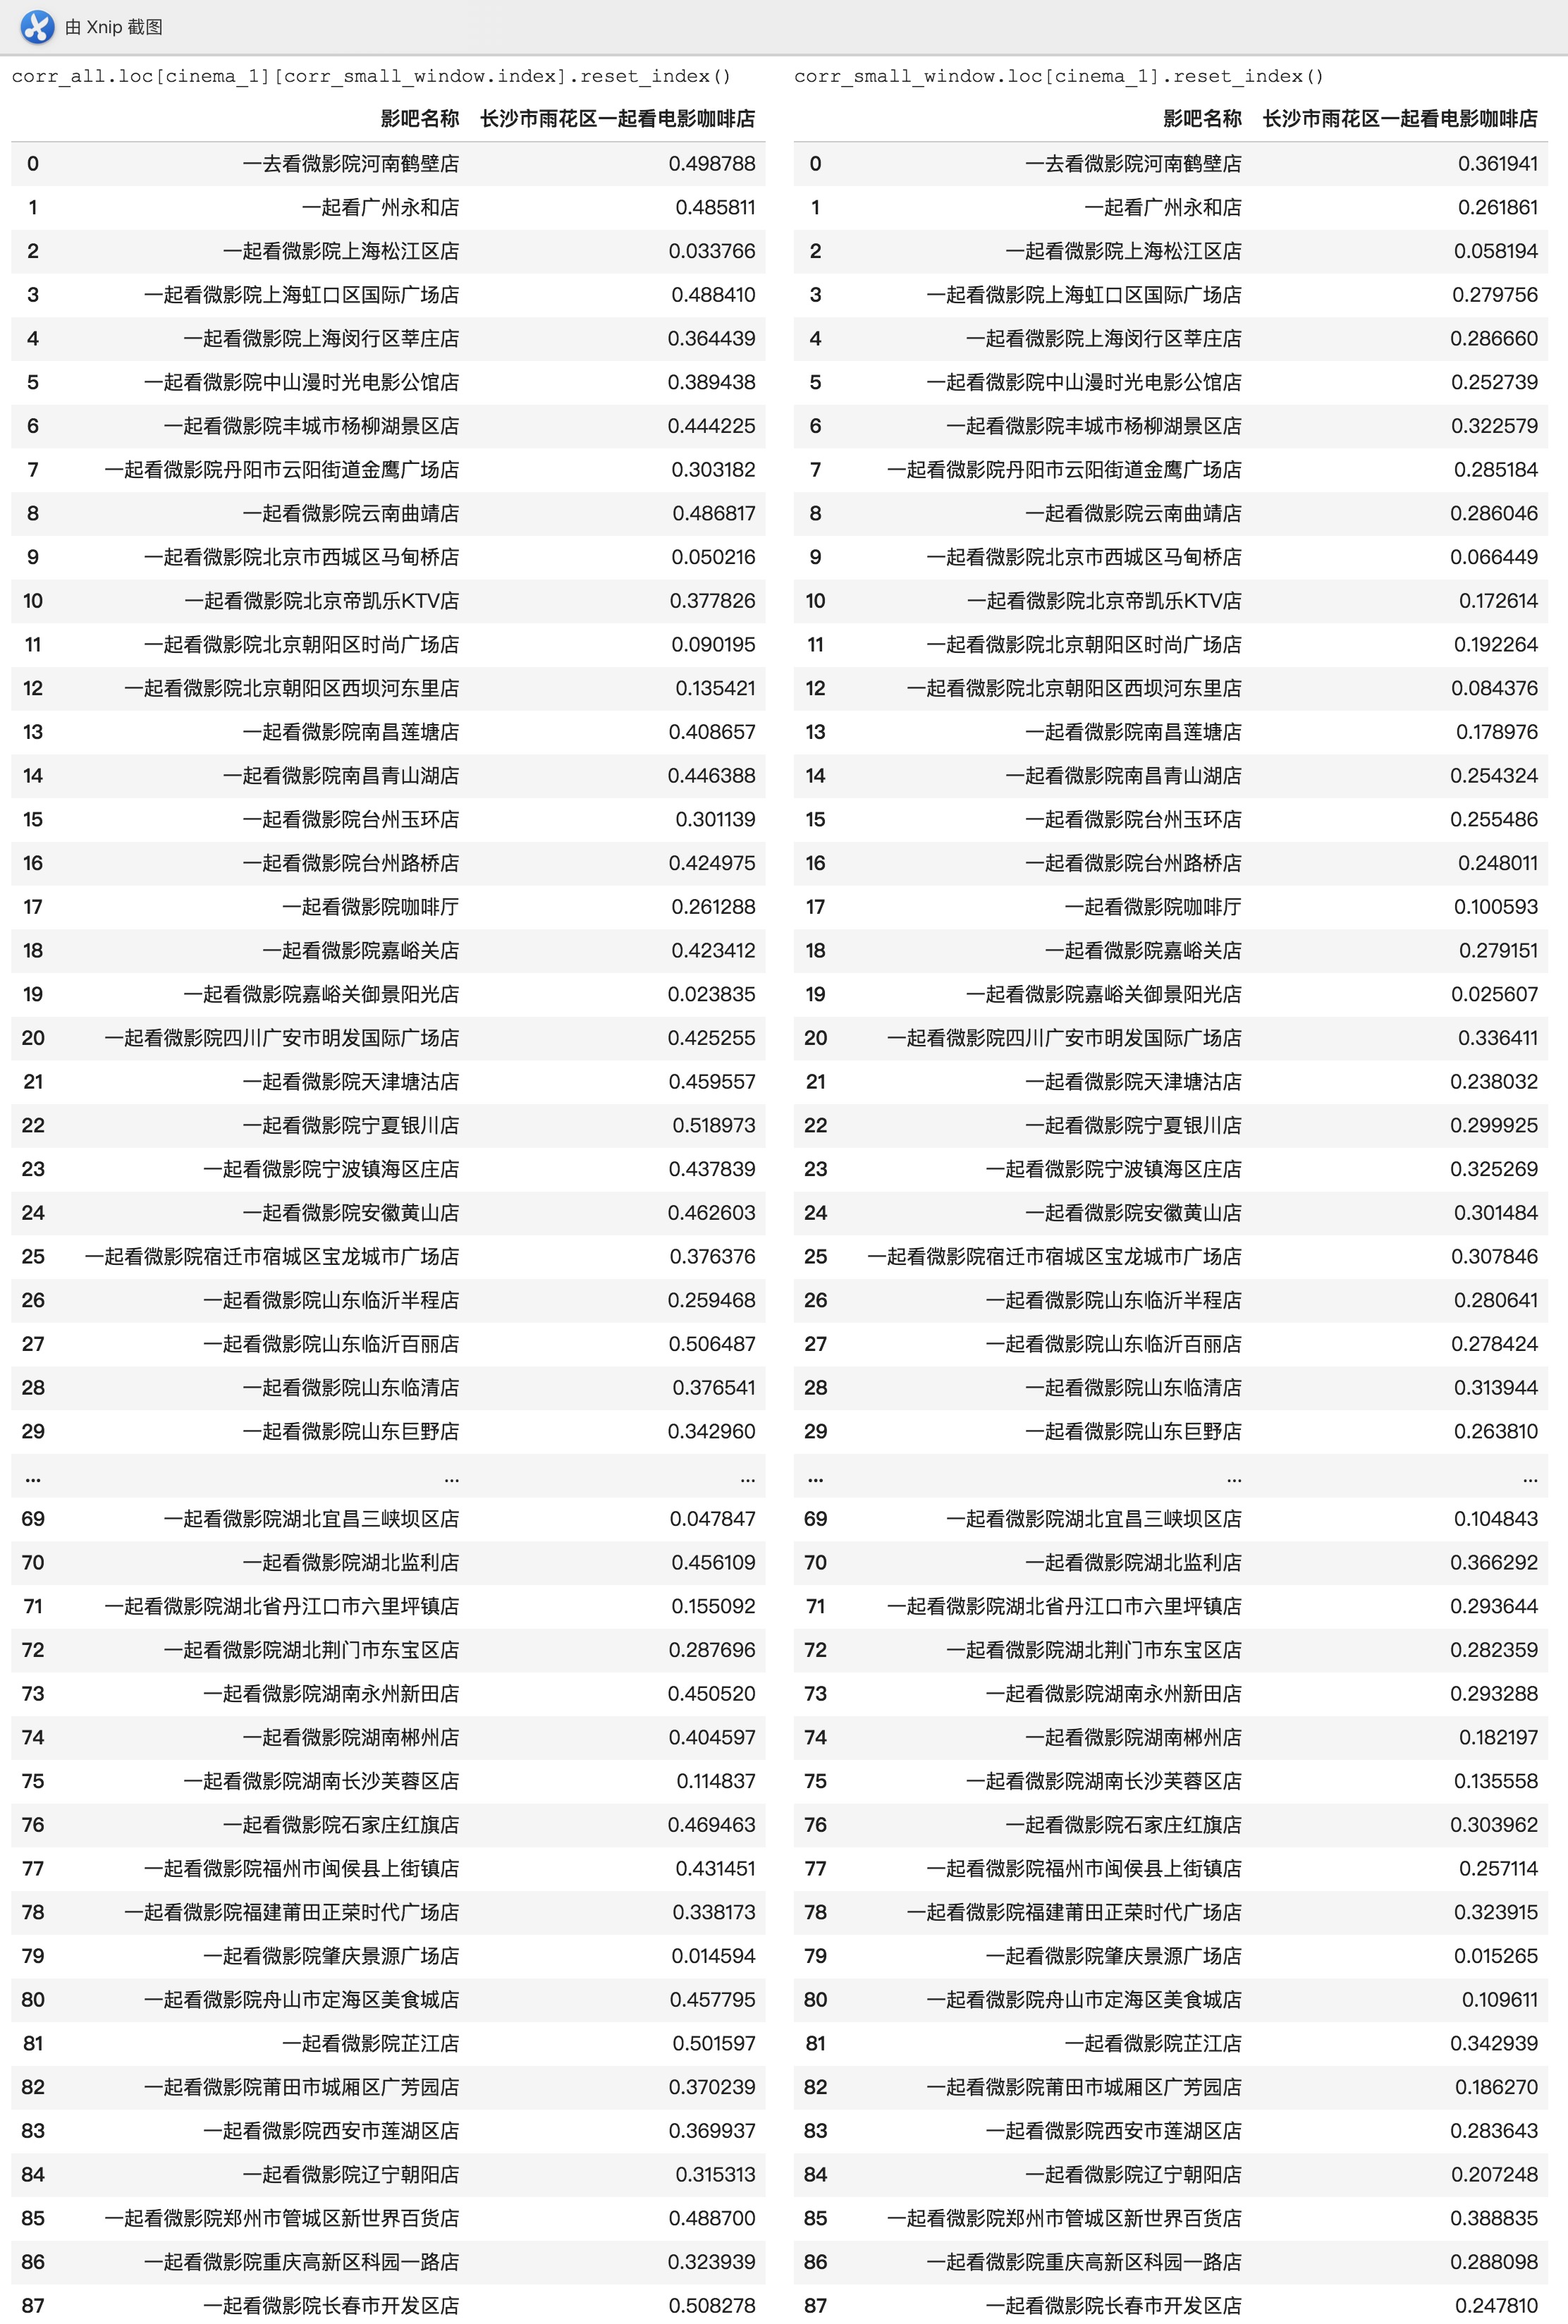 由 Xnip 截图
corr_all.loc[cinema_1][corr_small_window.index].reset_index()
影吧名称 长沙市雨花区一起看电影咖啡店
0 一去看微影院河南鹤壁店 0.498788
1 一起看广州永和店 0.485811
2 一起看微影院上海松江区店 0.033766
3 一起看微影院上海虹口区国际广场店 0.488410
4 一起看微影院上海闵行区莘庄店 0.364439
5 一起看微影院中山漫时光电影公馆店 0.389438
6 一起看微影院丰城市杨柳湖景区店 0.444225
7 一起看微影院丹阳市云阳街道金鹰广场店 0.303182
8 一起看微影院云南曲靖店 0.486817
9 一起看微影院北京市西城区马甸桥店 0.050216
10 一起看微影院北京帝凯乐KTV店 0.377826
11 一起看微影院北京朝阳区时尚广场店 0.090195
12 一起看微影院北京朝阳区西坝河东里店 0.135421
13 一起看微影院南昌莲塘店 0.408657
14 一起看微影院南昌青山湖店 0.446388
15 一起看微影院台州玉环店 0.301139
16 一起看微影院台州路桥店 0.424975
17 一起看微影院咖啡厅 0.261288
18 一起看微影院嘉峪关店 0.423412
19 一起看微影院嘉峪关御景阳光店 0.023835
20 一起看微影院四川广安市明发国际广场店 0.425255
21 一起看微影院天津塘沽店 0.459557
22 一起看微影院宁夏银川店 0.518973
23 一起看微影院宁波镇海区庄店 0.437839
24 一起看微影院安徽黄山店 0.462603
25 一起看微影院宿迁市宿城区宝龙城市广场店 0.376376
26 一起看微影院山东临沂半程店 0.259468
27 一起看微影院山东临沂百丽店 0.506487
28 一起看微影院山东临清店 0.376541
29 一起看微影院山东巨野店 0.342960
... ... ...
69 一起看微影院湖北宜昌三峡坝区店 0.047847
70 一起看微影院湖北监利店 0.456109
71 一起看微影院湖北省丹江口市六里坪镇店 0.155092
72 一起看微影院湖北荆门市东宝区店 0.287696
73 一起看微影院湖南永州新田店 0.450520
74 一起看微影院湖南郴州店 0.404597
75 一起看微影院湖南长沙芙蓉区店 0.114837
76 一起看微影院石家庄红旗店 0.469463
77 一起看微影院福州市闽侯县上街镇店 0.431451
78 一起看微影院福建莆田正荣时代广场店 0.338173
79 一起看微影院肇庆景源广场店 0.014594
80 一起看微影院舟山市定海区美食城店 0.457795
81 一起看微影院芷江店 0.501597
82 一起看微影院莆田市城厢区广芳园店 0.370239
83 一起看微影院西安市莲湖区店 0.369937
84 一起看微影院辽宁朝阳店 0.315313
85 一起看微影院郑州市管城区新世界百货店 0.488700
86 一起看微影院重庆高新区科园一路店 0.323939
87 一起看微影院长春市开发区店 0.508278
corr_small_window.loc[cinema_1].reset_index()
影吧名称 长沙市雨花区一起看电影咖啡店
0 一去看微影院河南鹤壁店 0.361941
1 一起看广州永和店 0.261861
2 一起看微影院上海松江区店 0.058194
3 一起看微影院上海虹口区国际广场店 0.279756
4 一起看微影院上海闵行区莘庄店 0.286660
5 一起看微影院中山漫时光电影公馆店 0.252739
6 一起看微影院丰城市杨柳湖景区店 0.322579
7 一起看微影院丹阳市云阳街道金鹰广场店 0.285184
8 一起看微影院云南曲靖店 0.286046
9 一起看微影院北京市西城区马甸桥店 0.066449
10 一起看微影院北京帝凯乐KTV店 0.172614
11 一起看微影院北京朝阳区时尚广场店 0.192264
12 一起看微影院北京朝阳区西坝河东里店 0.084376
13 一起看微影院南昌莲塘店 0.178976
14 一起看微影院南昌青山湖店 0.254324
15 一起看微影院台州玉环店 0.255486
16 一起看微影院台州路桥店 0.248011
17 一起看微影院咖啡厅 0.100593
18 一起看微影院嘉峪关店 0.279151
19 一起看微影院嘉峪关御景阳光店 0.025607
20 一起看微影院四川广安市明发国际广场店 0.336411
21 一起看微影院天津塘沽店 0.238032
22 一起看微影院宁夏银川店 0.299925
23 一起看微影院宁波镇海区庄店 0.325269
24 一起看微影院安徽黄山店 0.301484
25 一起看微影院宿迁市宿城区宝龙城市广场店 0.307846
26 一起看微影院山东临沂半程店 0.280641
27 一起看微影院山东临沂百丽店 0.278424
28 一起看微影院山东临清店 0.313944
29 一起看微影院山东巨野店 0.263810
... ... ...
69 一起看微影院湖北宜昌三峡坝区店 0.104843
70 一起看微影院湖北监利店 0.366292
71 一起看微影院湖北省丹江口市六里坪镇店 0.293644
72 一起看微影院湖北荆门市东宝区店 0.282359
73 一起看微影院湖南永州新田店 0.293288
74 一起看微影院湖南郴州店 0.182197
75 一起看微影院湖南长沙芙蓉区店 0.135558
76 一起看微影院石家庄红旗店 0.303962
77 一起看微影院福州市闽侯县上街镇店 0.257114
78 一起看微影院福建莆田正荣时代广场店 0.323915
79 一起看微影院肇庆景源广场店 0.015265
80 一起看微影院舟山市定海区美食城店 0.109611
81 一起看微影院芷江店 0.342939
82 一起看微影院莆田市城厢区广芳园店 0.186270
83 一起看微影院西安市莲湖区店 0.283643
84 一起看微影院辽宁朝阳店 0.207248
85 一起看微影院郑州市管城区新世界百货店 0.388835
86 一起看微影院重庆高新区科园一路店 0.288098
87 一起看微影院长春市开发区店 0.247810